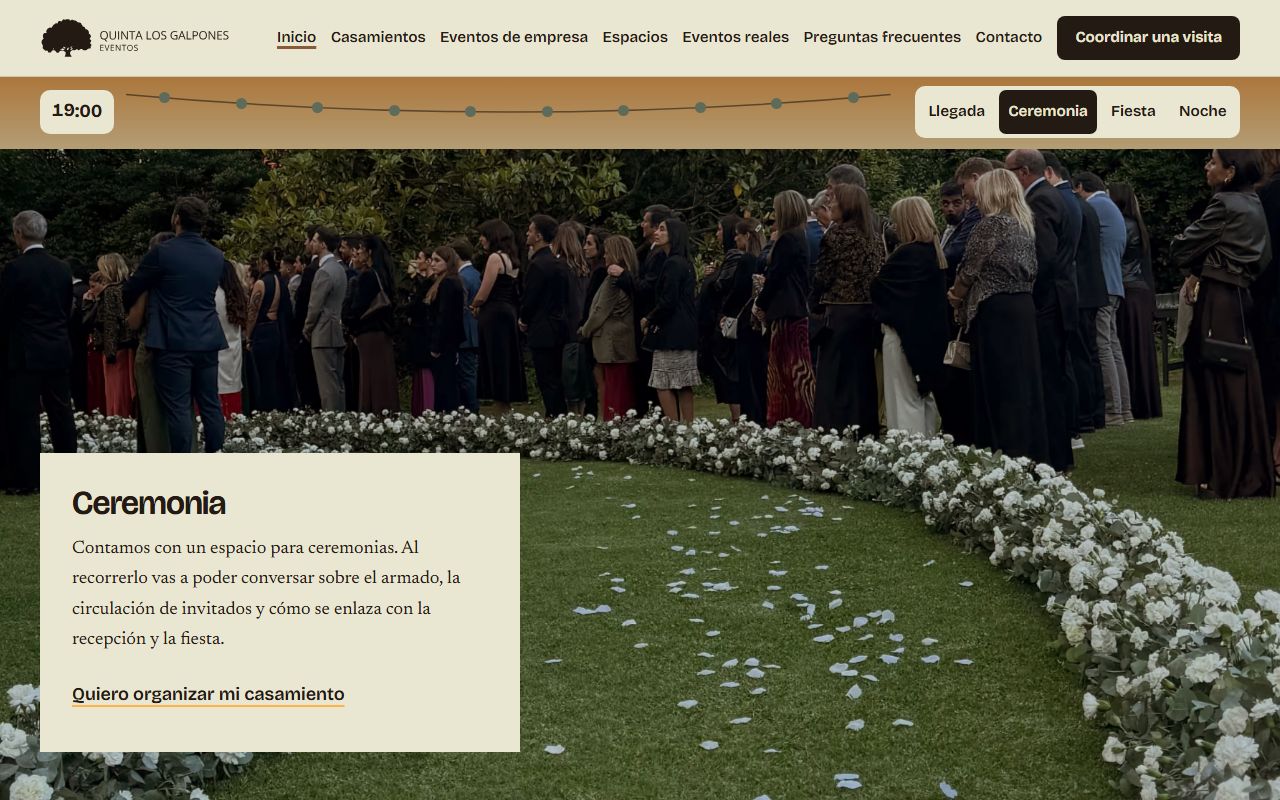 QUINTA LOS GALPONES
EVENTOS
Inicio
Casamientos
Eventos de empresa
Espacios
Eventos reales
Preguntas frecuentes
Contacto
Coordinar una visita
19:00
Llegada
Ceremonia
Fiesta
Noche
Ceremonia
Contamos con un espacio para ceremonias. Al
recorrerlo vas a poder conversar sobre el armado, la
circulación de invitados y cómo se enlaza con la
recepción y la fiesta.
Quiero organizar mi casamiento